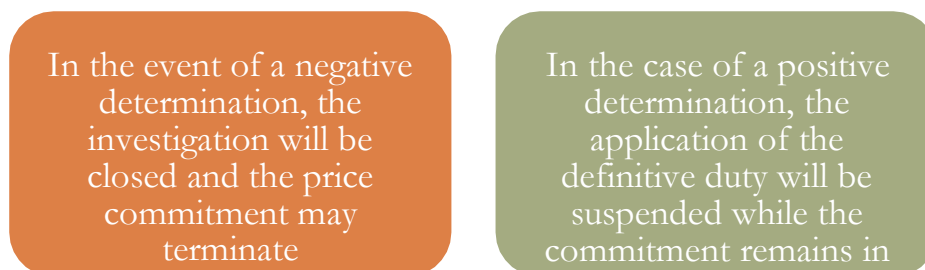 In the event of a negative
determination, the
investigation will be
closed and the price
commitment may
terminate
In the case of a positive
determination, the
application of the
definitive duty will be
suspended while the
commitment remains in